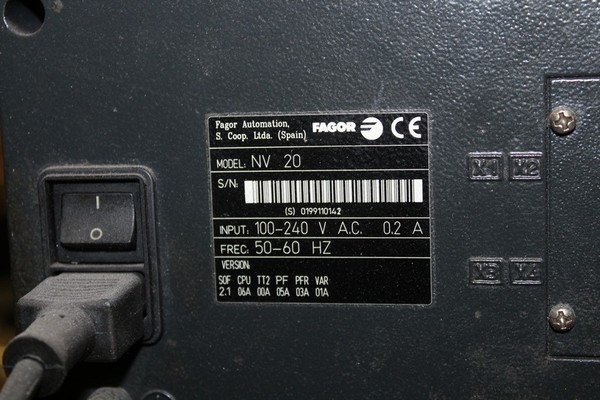 Fagor Automation,
S. Coop. Ltda. (Spain)
FAGOR CE
MODEL: NV 20
S/N:
(S) 0199110142
INPUT: 100-240 V A.C. 0.2 A
FREC: 50-60 HZ
VERSION:
SOF CPU TT2 PF PFR VAR
2.1 06A 00A 05A 03A 01A
I
O
X1 X2
X3 X4